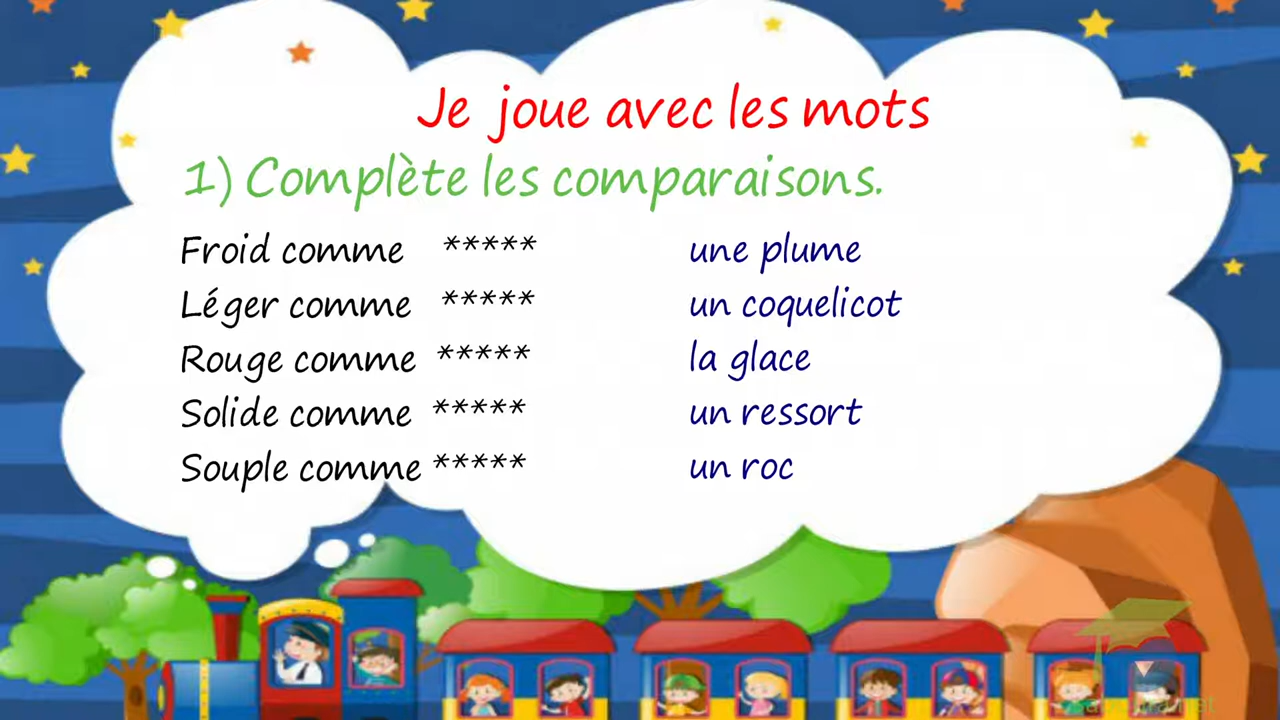 Je joue avec les mots
1) Complète les comparaisons.
Froid comme ***** une plume
Léger comme ***** un coquelicot
Rouge comme ***** la glace
Solide comme ***** un ressort
Souple comme ***** un roc